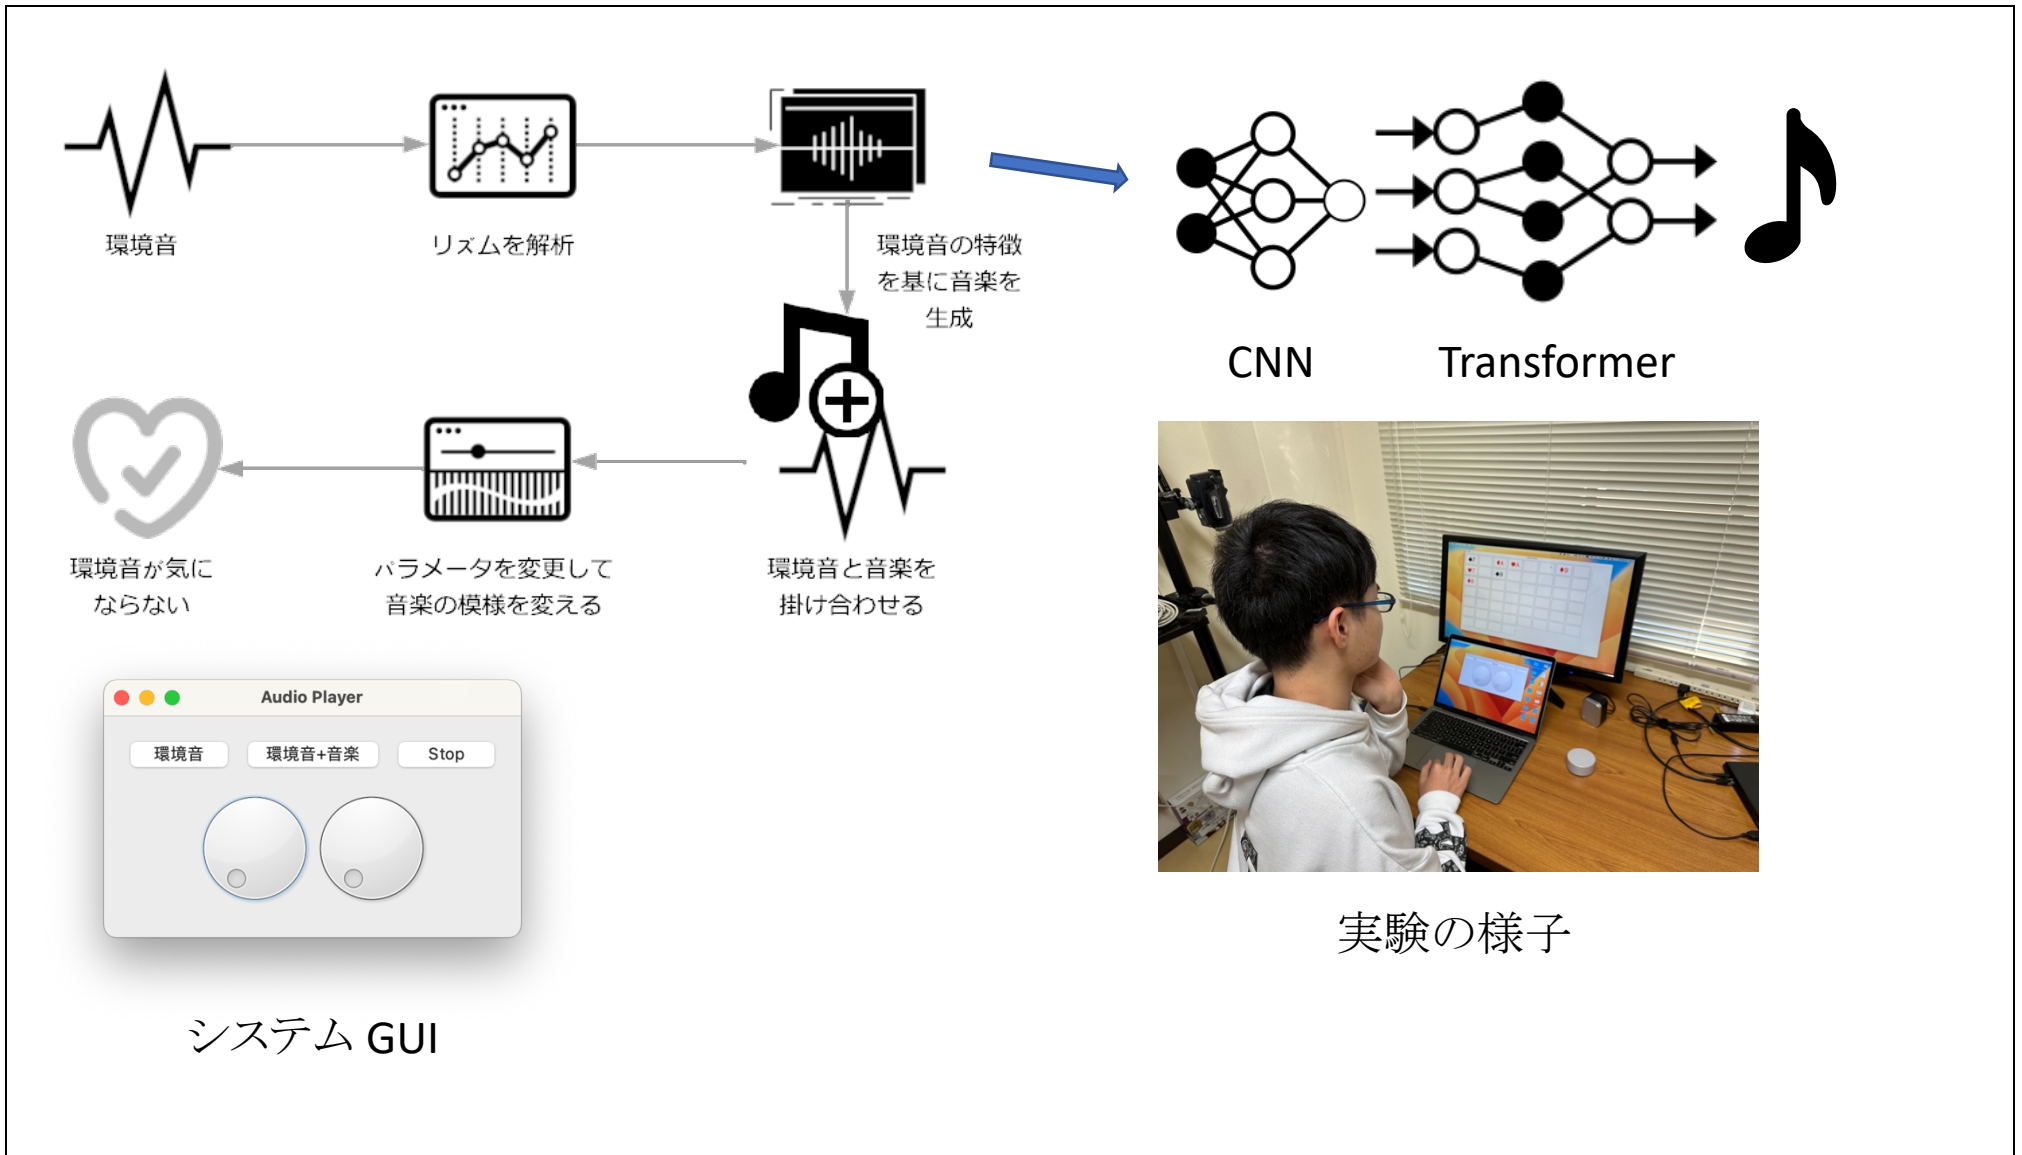 環境音
リズムを解析
環境音の特徴
を基に音楽を
生成
CNN
Transformer
環境音が気に
ならない
パラメータを変更して
音楽の模様を変える
環境音と音楽を
掛け合わせる
Audio Player
環境音
環境音+音楽
Stop
システム GUI
実験の様子